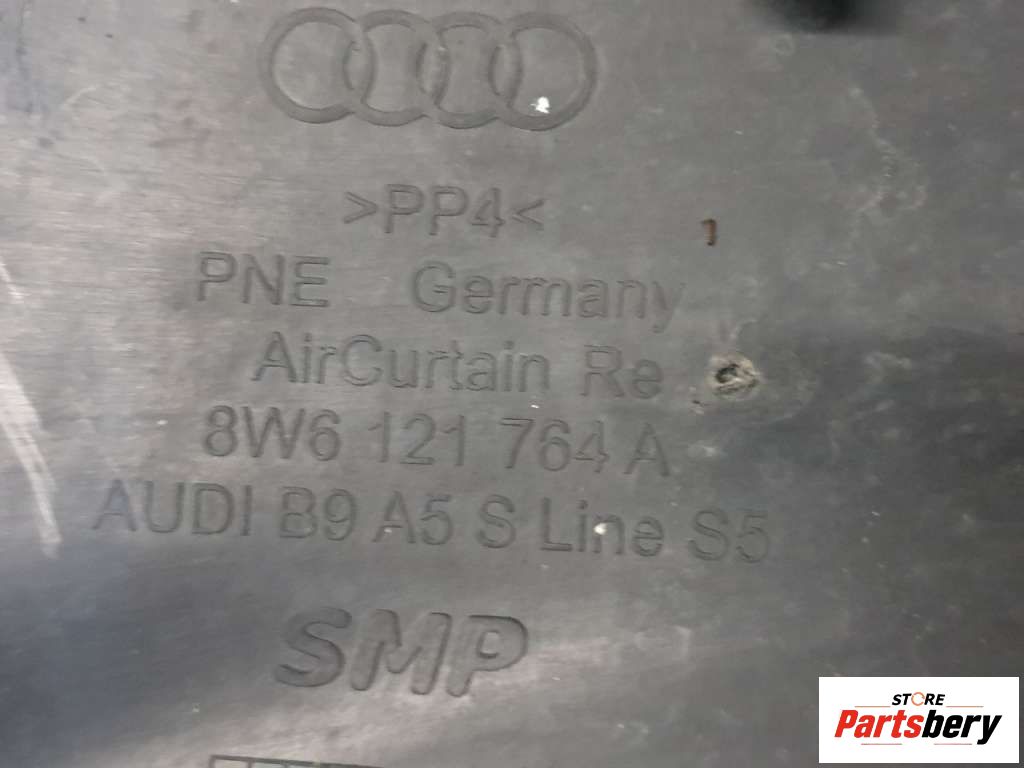 >PP4<
PNE Germany
AirCurtain Re
8W6 121 764 A
AUDI B9 A5 S Line S5
SMP
STORE
Partsbery